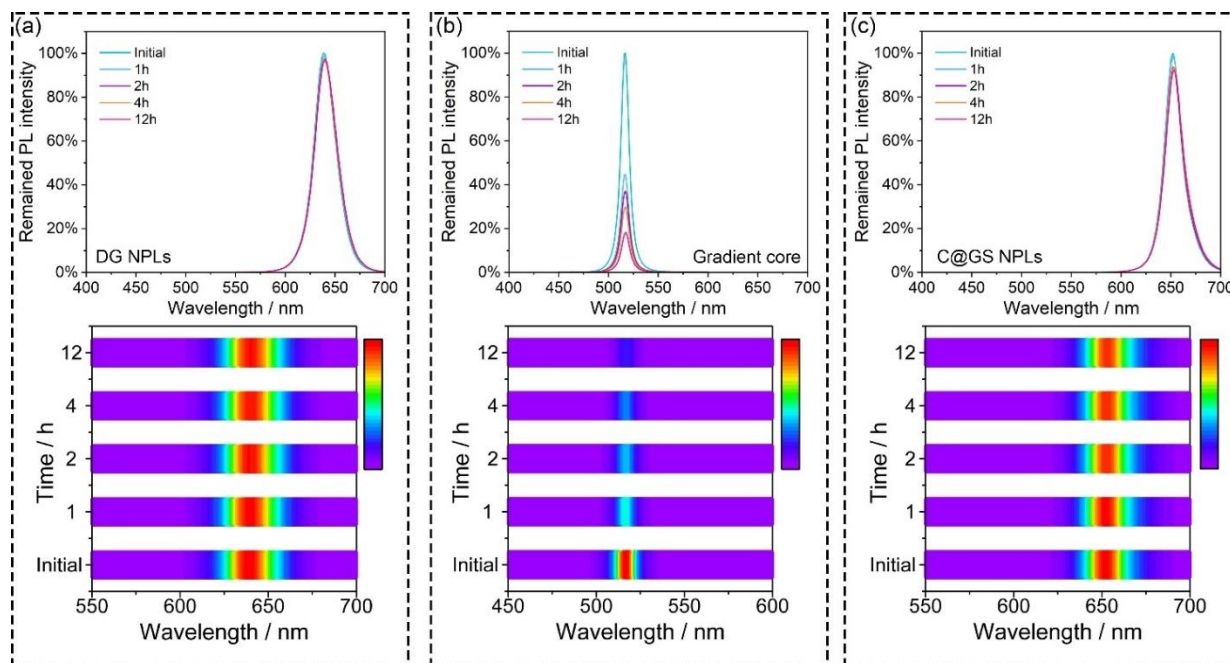 (a)
Remained PL intensity
100%
80%
60%
40%
20%
0%
Initial
1h
2h
4h
12h
DG NPLs
400 450 500 550 600 650 700
Wavelength / nm
Time / h
12
4
2
1
Initial
550 600 650 700
Wavelength / nm
(b)
Remained PL intensity
100%
80%
60%
40%
20%
0%
Initial
1h
2h
4h
12h
Gradient core
400 450 500 550 600 650 700
Wavelength / nm
Time / h
12
4
2
1
Initial
450 500 550 600
Wavelength / nm
(c)
Remained PL intensity
100%
80%
60%
40%
20%
0%
Initial
1h
2h
4h
12h
C@GS NPLs
400 450 500 550 600 650 700
Wavelength / nm
Time / h
12
4
2
1
Initial
550 600 650 700
Wavelength / nm